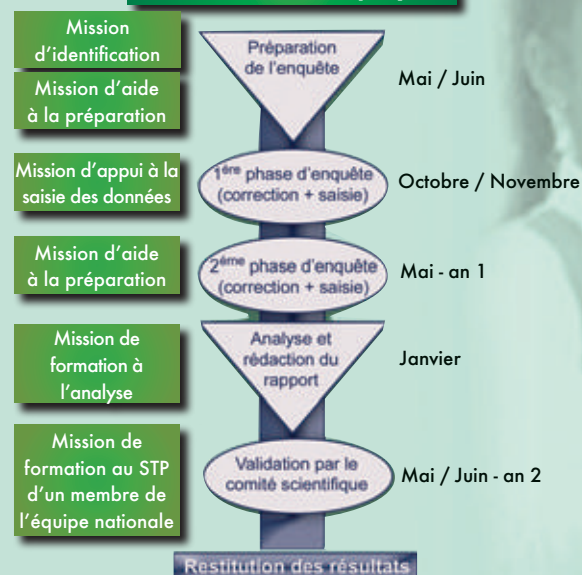 Mission
d'identification
Préparation
de l'enquête
Mai / Juin
Mission d'aide
à la préparation
Mission d'appui à la
saisie des données
1ère phase d'enquête
(correction + saisie)
Octobre / Novembre
Mission d'aide
à la préparation
2ème phase d'enquête
(correction + saisie)
Mai - an 1
Mission de
formation à
l'analyse
Analyse et
rédaction du
rapport
Janvier
Mission de
formation au STP
d'un membre de
l'équipe nationale
Validation par le
comité scientifique
Mai / Juin - an 2
Restitution des résultats